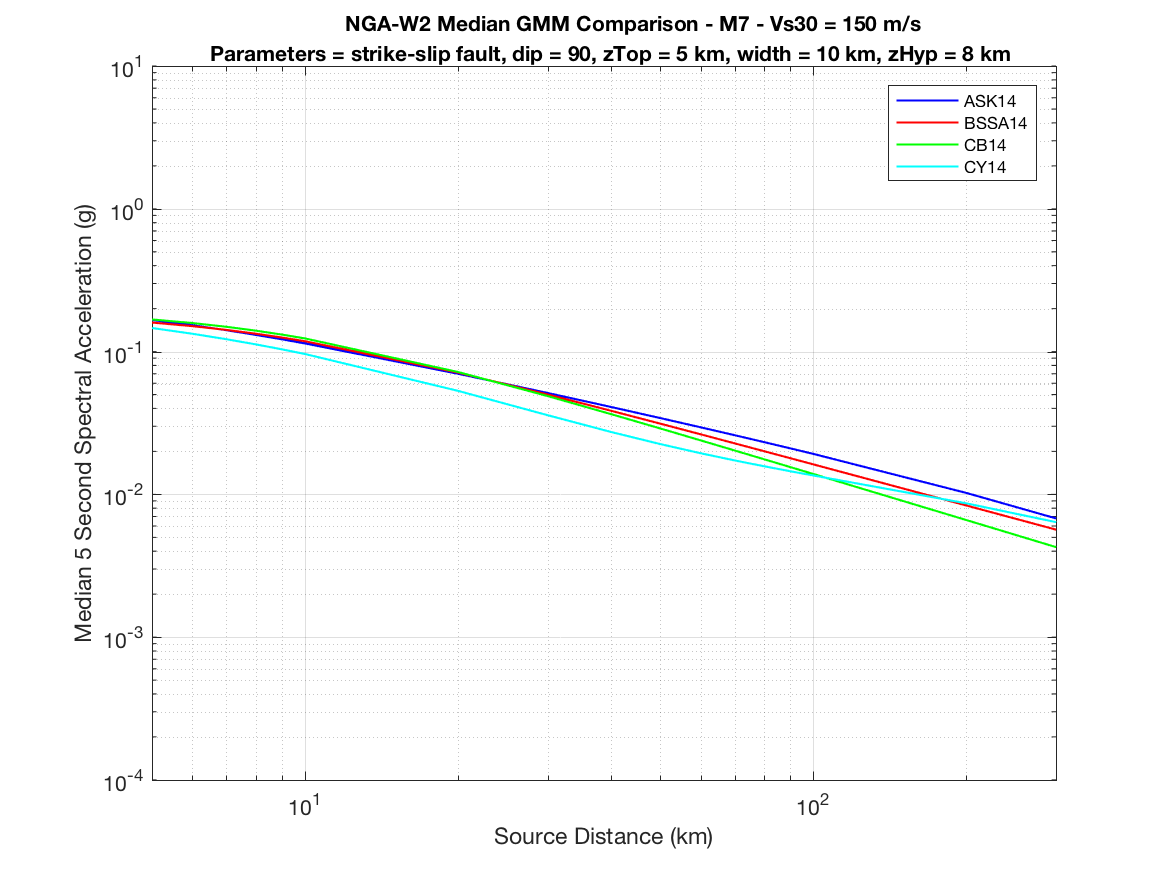 NGA-W2 Median GMM Comparison - M7 - Vs30 = 150 m/s
Parameters = strike-slip fault, dip = 90, zTop = 5 km, width = 10 km, zHyp = 8 km
10^1
ASK14
BSSA14
CB14
CY14
10^0
10^-1
10^-2
10^-3
10^-4
Median 5 Second Spectral Acceleration (g)
10^1
10^2
Source Distance (km)